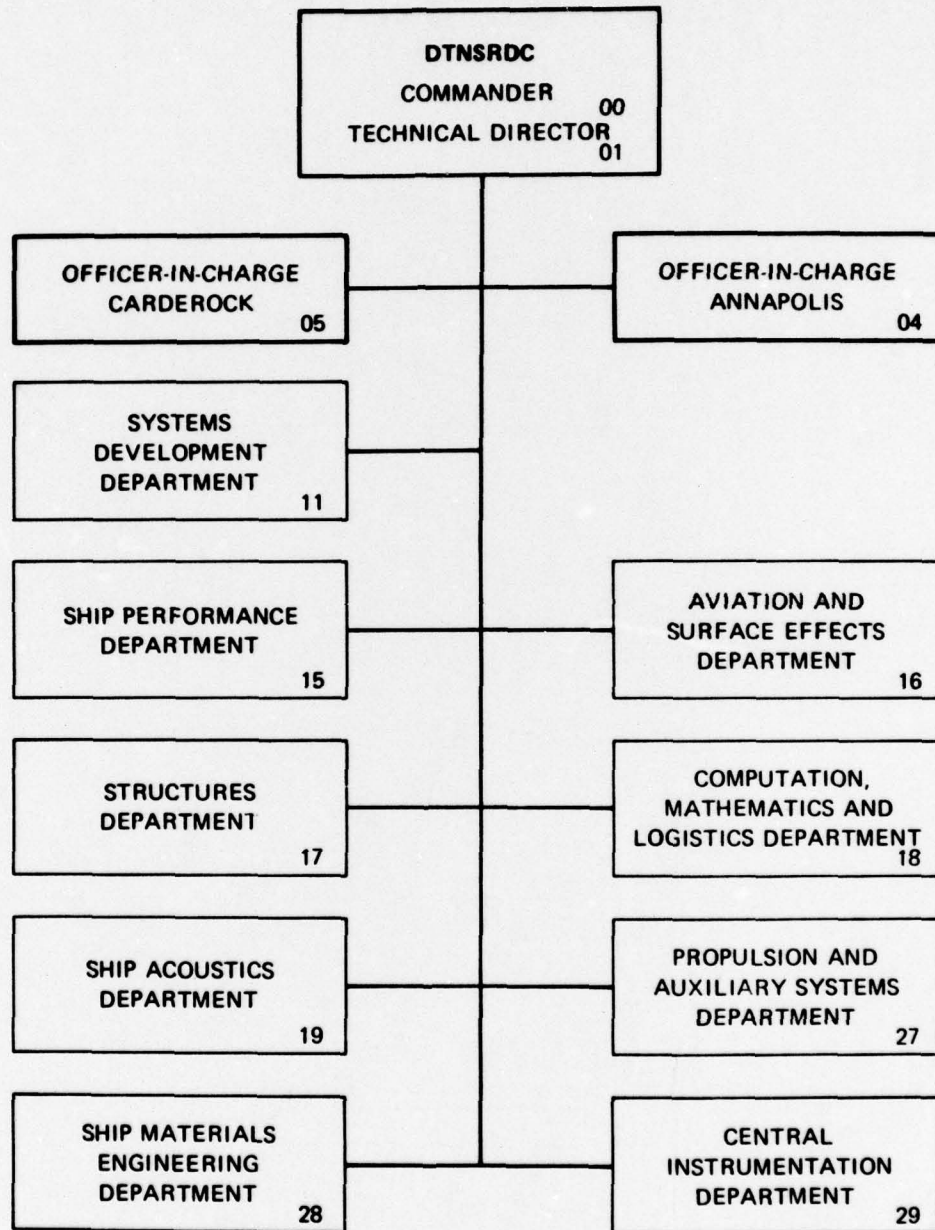 DTNSRDC
COMMANDER 00
TECHNICAL DIRECTOR 01
OFFICER-IN-CHARGE
CARDEROCK
05
OFFICER-IN-CHARGE
ANNAPOLIS
04
SYSTEMS
DEVELOPMENT
DEPARTMENT
11
SHIP PERFORMANCE
DEPARTMENT
15
AVIATION AND
SURFACE EFFECTS
DEPARTMENT
16
STRUCTURES
DEPARTMENT
17
COMPUTATION,
MATHEMATICS AND
LOGISTICS DEPARTMENT
18
SHIP ACOUSTICS
DEPARTMENT
19
PROPULSION AND
AUXILIARY SYSTEMS
DEPARTMENT
27
SHIP MATERIALS
ENGINEERING
DEPARTMENT
28
CENTRAL
INSTRUMENTATION
DEPARTMENT
29